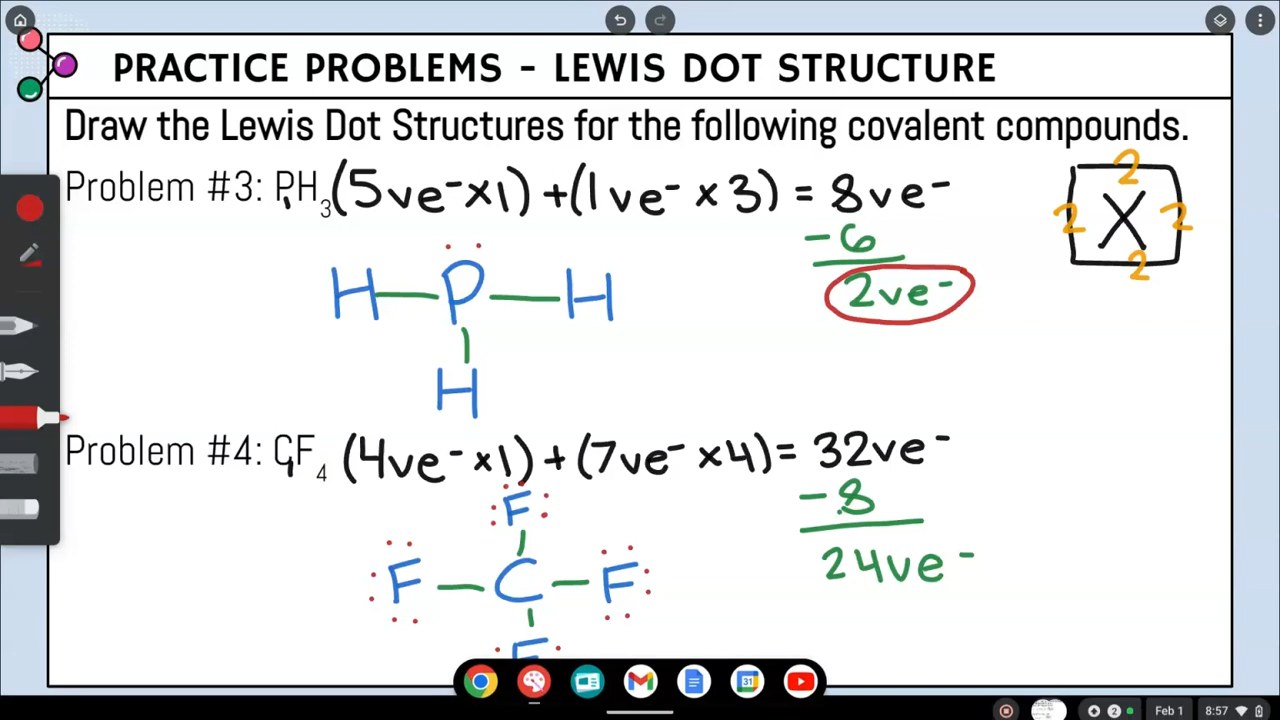 PRACTICE PROBLEMS - LEWIS DOT STRUCTURE
Draw the Lewis Dot Structures for the following covalent compounds.
Problem #3: PH₃ (5ve⁻ x1) + (1ve⁻ x 3) = 8ve⁻
-6
2ve⁻
2
2 X 2
2
H P H
H
Problem #4: CF₄ (4ve⁻ x1) + (7ve⁻ x4) = 32ve⁻
-8
24ve⁻
F
F C F
F
31
Feb 1
2
8:57